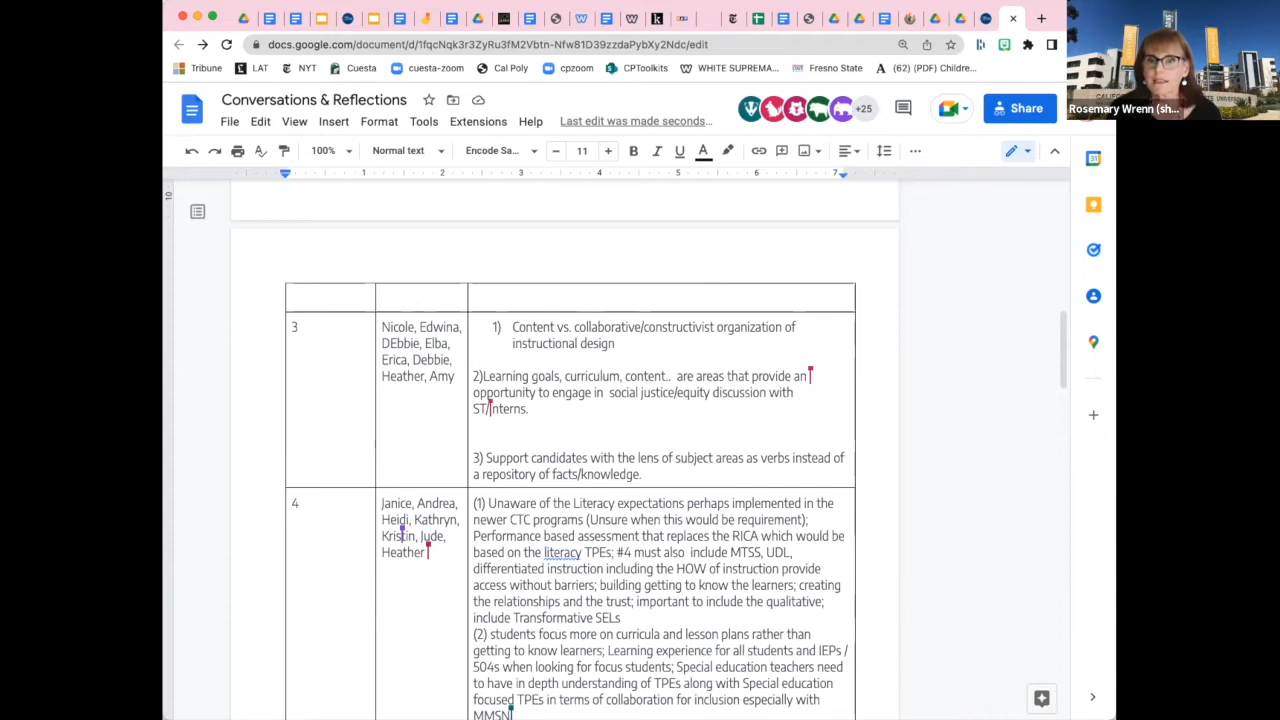 docs.google.com/document/d/1fqcNqk3r3ZyRu3fM2Vbtn-Nfw81D39zzdaPybXy2Ndc/edit
Tribune LAT NYT Cuesta cuesta-zoom Cal Poly cpzoom CPToolkits WHITE SUPREMA... Fresno State (62) (PDF) Childre...
Rosemary Wrenn (sh...
Conversations & Reflections
+25
Share
File Edit View Insert Format Tools Extensions Help Last edit was made seconds...
100% Normal text Encode Sa... 11
1 2 3 4 5 6 7
3
Nicole, Edwina,
DEbbie, Elba,
Erica, Debbie,
Heather, Amy
1) Content vs. collaborative/constructivist organization of
instructional design
2)Learning goals, curriculum, content.. are areas that provide an
opportunity to engage in social justice/equity discussion with
ST/Interns.
3) Support candidates with the lens of subject areas as verbs instead of
a repository of facts/knowledge.
4
Janice, Andrea,
Heidi, Kathryn,
Kristin, Jude,
Heather
(1) Unaware of the Literacy expectations perhaps implemented in the
newer CTC programs (Unsure when this would be requirement);
Performance based assessment that replaces the RICA which would be
based on the literacy TPEs; #4 must also include MTSS, UDL,
differentiated instruction including the HOW of instruction provide
access without barriers; building getting to know the learners; creating
the relationships and the trust; important to include the qualitative;
include Transformative SELs
(2) students focus more on curricula and lesson plans rather than
getting to know learners; Learning experience for all students and IEPs /
504s when looking for focus students; Special education teachers need
to have in depth understanding of TPEs along with Special education
focused TPEs in terms of collaboration for inclusion especially with
MMSN